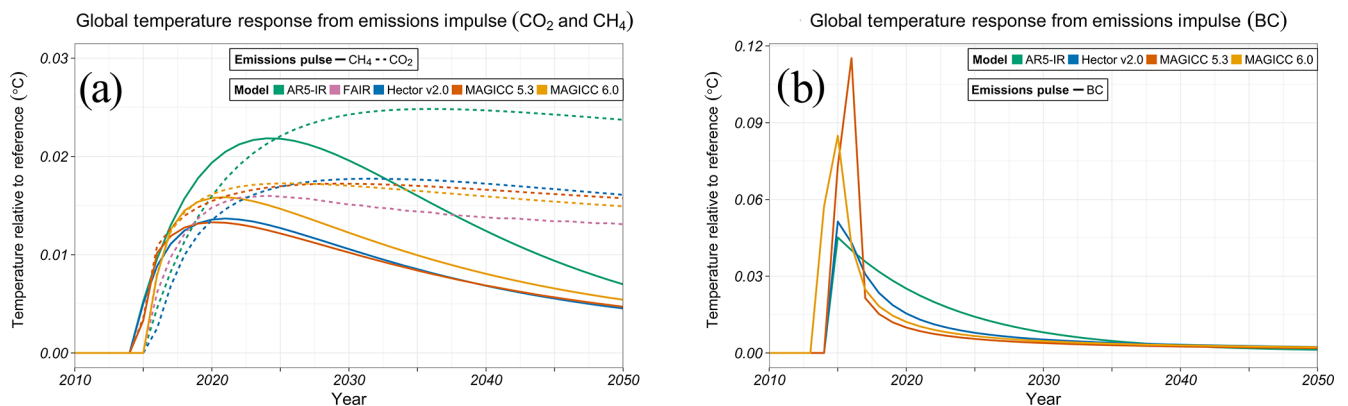 Global temperature response from emissions impulse (CO₂ and CH₄)
Temperature relative to reference (°C)
0.03
0.02
0.01
0.00
(a)
Emissions pulse CH₄ CO₂
Model AR5-IR FAIR Hector v2.0 MAGICC 5.3 MAGICC 6.0
2010 2020 2030 2040 2050
Year
Global temperature response from emissions impulse (BC)
Temperature relative to reference (°C)
0.12
0.09
0.06
0.03
0.00
(b)
Model AR5-IR Hector v2.0 MAGICC 5.3 MAGICC 6.0
Emissions pulse BC
2010 2020 2030 2040 2050
Year